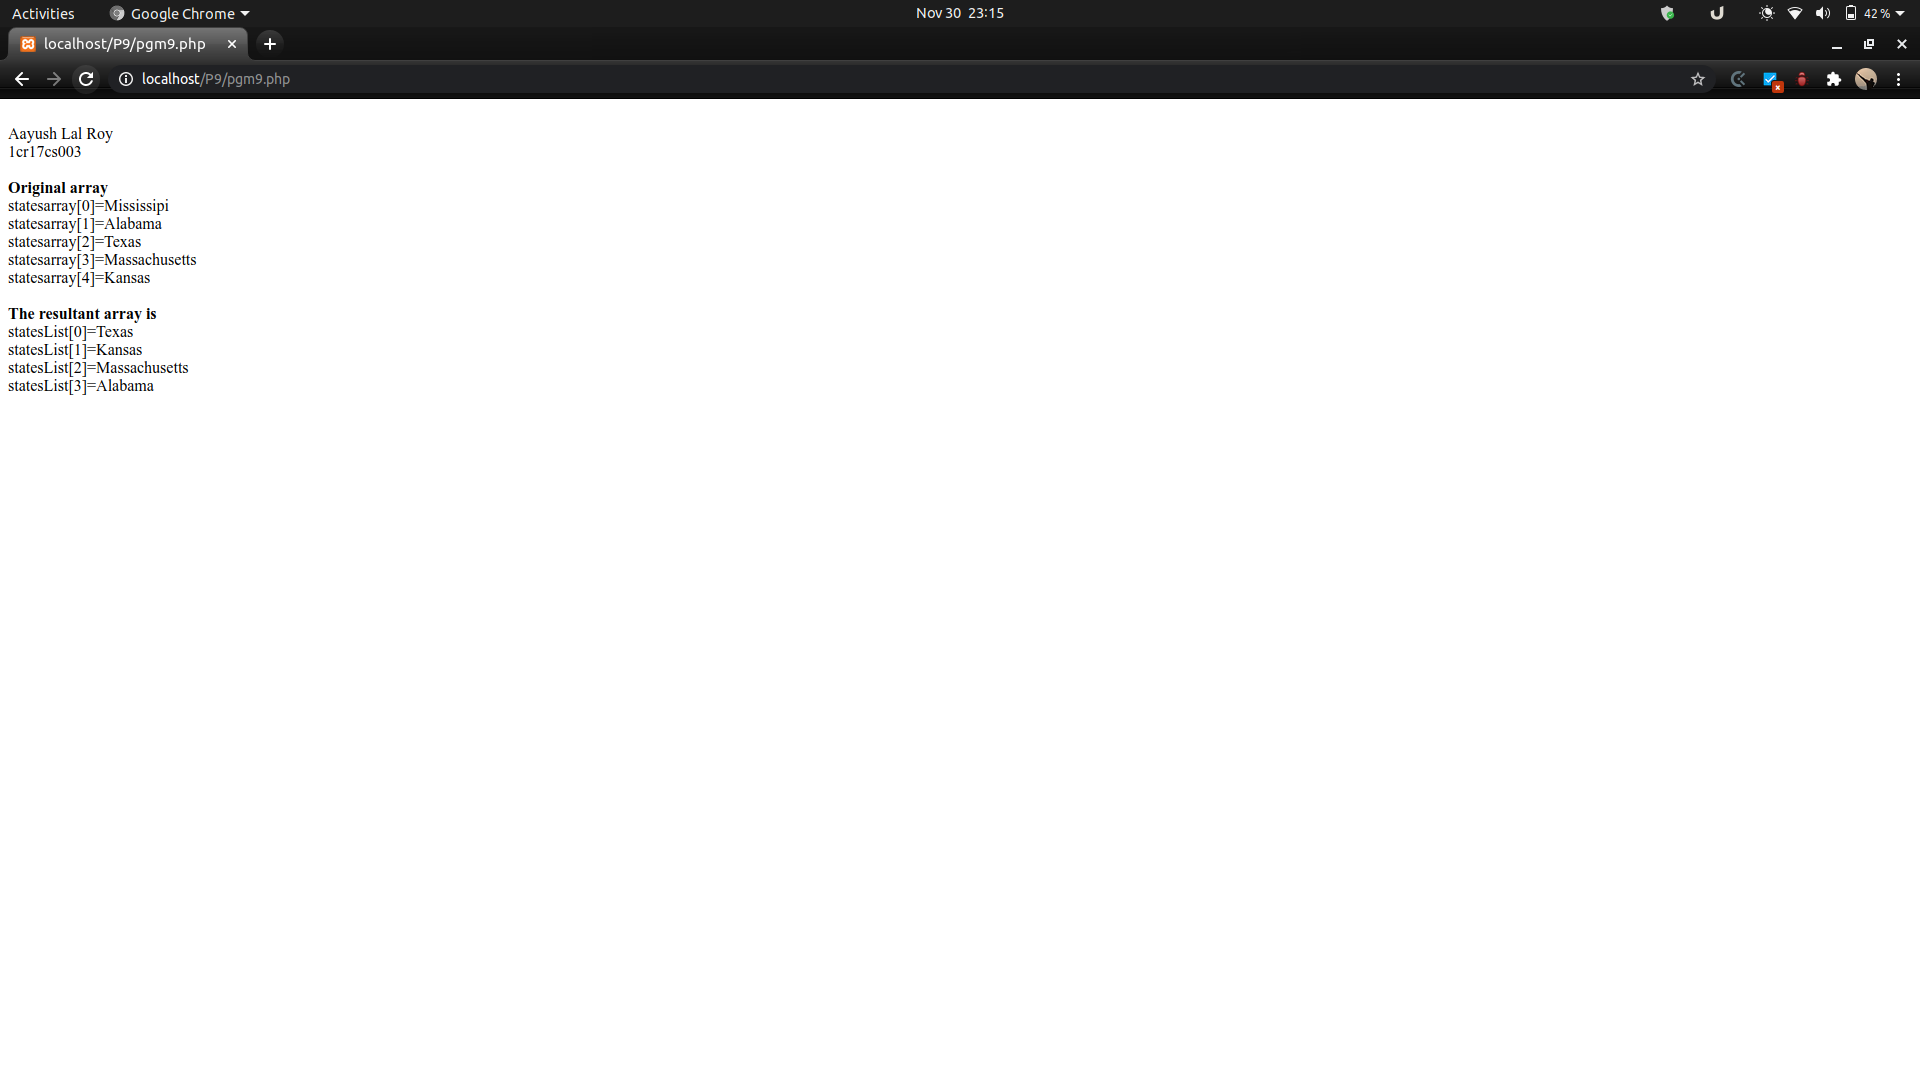 Activities Google Chrome Nov 30 23:15 42 %
localhost/P9/pgm9.php
localhost/P9/pgm9.php
Aayush Lal Roy
1cr17cs003
Original array
statesarray[0]=Mississipi
statesarray[1]=Alabama
statesarray[2]=Texas
statesarray[3]=Massachusetts
statesarray[4]=Kansas
The resultant array is
statesList[0]=Texas
statesList[1]=Kansas
statesList[2]=Massachusetts
statesList[3]=Alabama